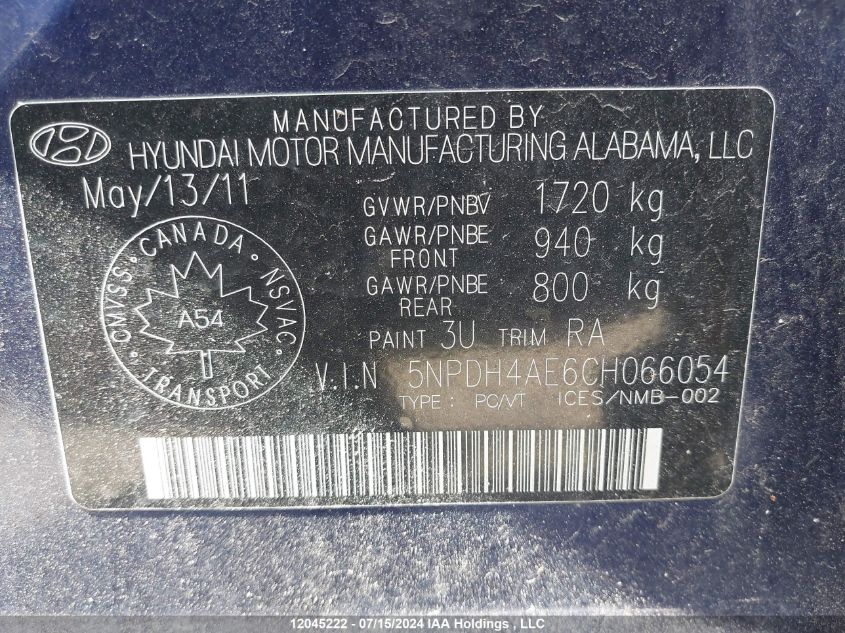 MANUFACTURED BY
HYUNDAI MOTOR MANUFACTURING ALABAMA, LLC
May/13/11
GVWR/PNBV 1720 kg
GAWR/PNBE FRONT 940 kg
GAWR/PNBE REAR 800 kg
CANADA
CMVSS
NSVAC
A54
TRANSPORT
PAINT 3U TRIM RA
V.I.N 5NPDH4AE6CH066054
TYPE: PC/VT ICES/NMB-002
12045222 - 07/15/2024 IAA Holdings, LLC